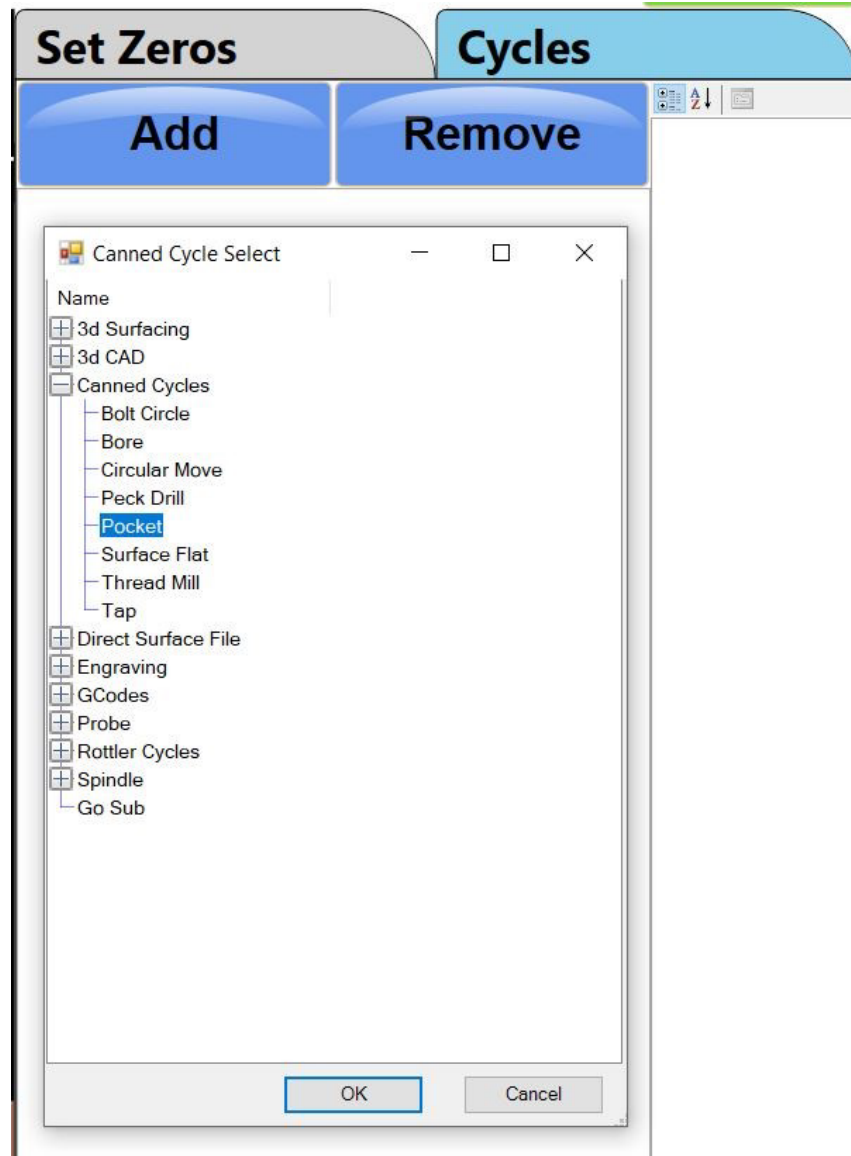 Set Zeros Cycles
Add Remove
Canned Cycle Select
Name
3d Surfacing
3d CAD
Canned Cycles
Bolt Circle
Bore
Circular Move
Peck Drill
Pocket
Surface Flat
Thread Mill
Tap
Direct Surface File
Engraving
GCodes
Probe
Rottler Cycles
Spindle
Go Sub
OK Cancel